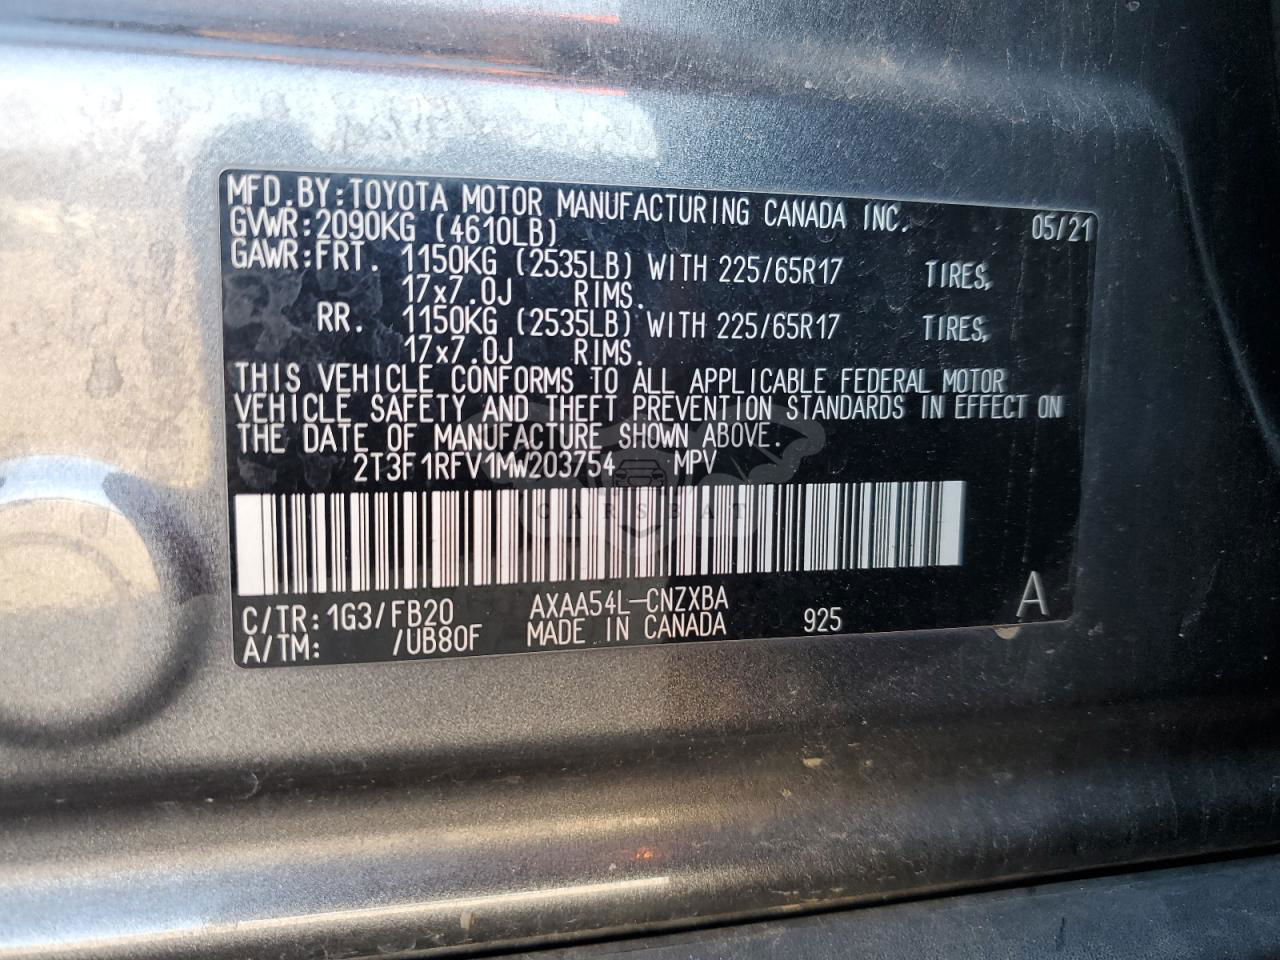 MFD.BY:TOYOTA MOTOR MANUFACTURING CANADA INC. 05/21
GVWR:2090KG (4610LB)
GAWR:FRT. 1150KG (2535LB) WITH 225/65R17 TIRES,
17x7.0J RIMS.
RR. 1150KG (2535LB) WITH 225/65R17 TIRES,
17x7.0J RIMS.
THIS VEHICLE CONFORMS TO ALL APPLICABLE FEDERAL MOTOR
VEHICLE SAFETY AND THEFT PREVENTION STANDARDS IN EFFECT ON
THE DATE OF MANUFACTURE SHOWN ABOVE.
2T3F1RFV1MW203754 MPV
CARSBAT
C/TR:1G3/FB20 AXAA54L-CNZXBA 925 A
A/TM: /UB80F MADE IN CANADA